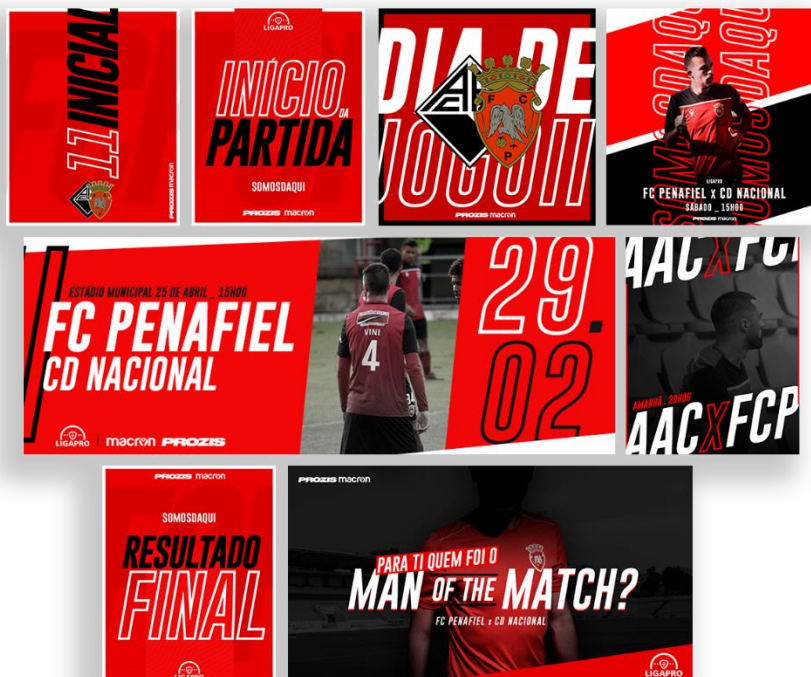 11 INICIAL
PROZIS macron
LIGAPRO
INÍCIO
DA
PARTIDA
SOMOSDAQUI
PROZIS macron
DIA DE
JOGO!!
F C
P
PROZIS macron
SOMOSDAQUI
SOMOSDAQUI
LIGAPRO
FC PENAFIEL x CD NACIONAL
SÁBADO _ 15H00
PROZIS macron
ESTÁDIO MUNICIPAL 25 DE ABRIL _ 15H00
FC PENAFIEL
CD NACIONAL
LIGAPRO macron PROZIS
VINI
4
29.
02
AACXFCP
AMANHÃ . 20H00
AACXFCP
SOMOSDAQUI
RESULTADO
FINAL
LIGAPRO
PROZIS macron
PROZIS macron
PARA TI QUEM FOI O
MAN OF THE MATCH?
FC PENAFIEL x CD NACIONAL
LIGAPRO